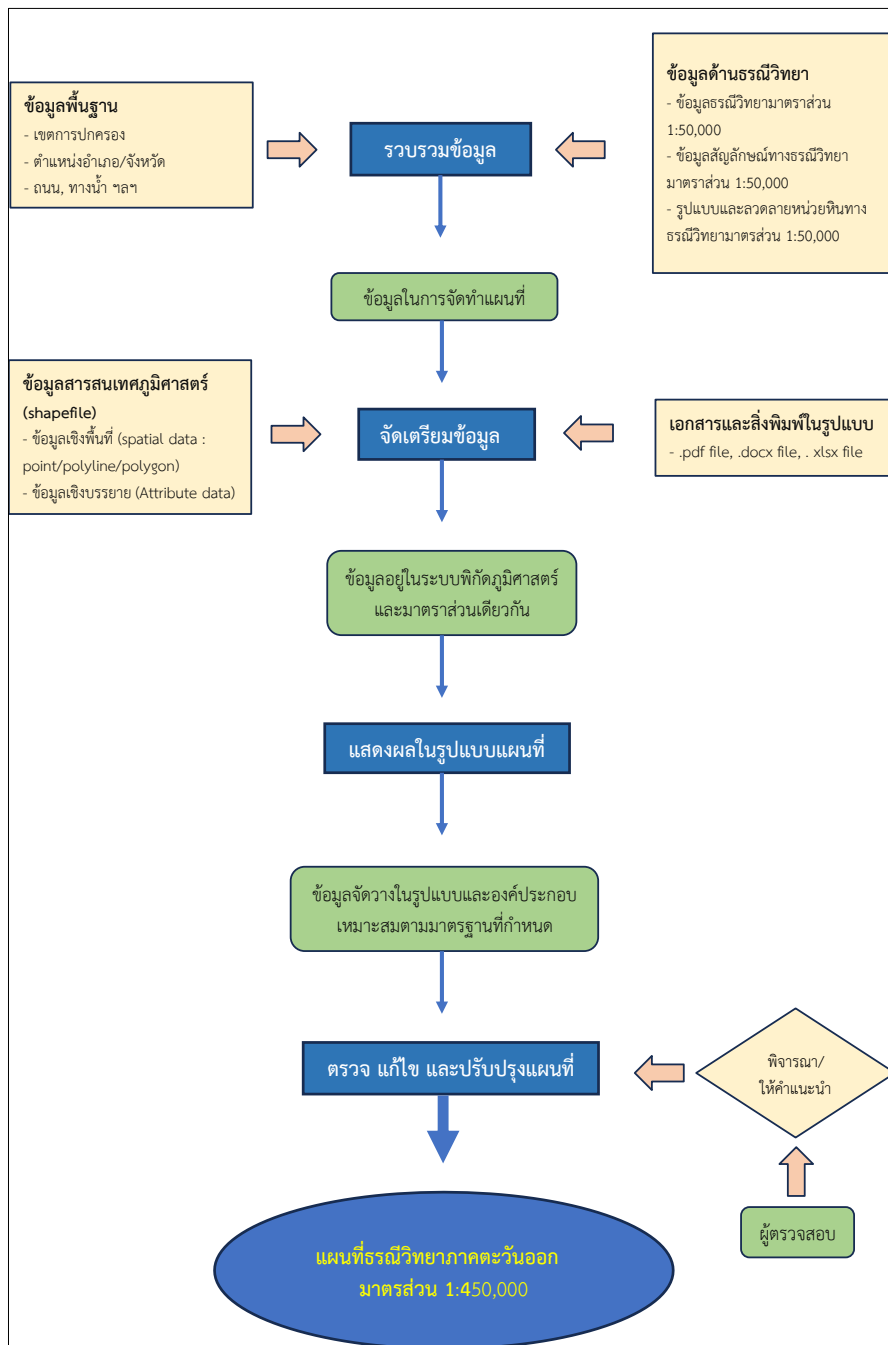 ข้อมูลพื้นฐาน
- เขตการปกครอง
- ตำแหน่งอำเภอ/จังหวัด
- ถนน, ทางน้ำ ฯลฯ
รวบรวมข้อมูล
ข้อมูลด้านธรณีวิทยา
- ข้อมูลธรณีวิทยามาตราส่วน
1:50,000
- ข้อมูลสัญลักษณ์ทางธรณีวิทยา
มาตราส่วน 1:50,000
- รูปแบบและลวดลายหน่วยหินทาง
ธรณีวิทยามาตรส่วน 1:50,000
ข้อมูลในการจัดทำแผนที่
ข้อมูลสารสนเทศภูมิศาสตร์
(shapefile)
- ข้อมูลเชิงพื้นที่ (spatial data :
point/polyline/polygon)
- ข้อมูลเชิงบรรยาย (Attribute data)
จัดเตรียมข้อมูล
เอกสารและสิ่งพิมพ์ในรูปแบบ
- .pdf file, .docx file, . xlsx file
ข้อมูลอยู่ในระบบพิกัดภูมิศาสตร์
และมาตราส่วนเดียวกัน
แสดงผลในรูปแบบแผนที่
ข้อมูลจัดวางในรูปแบบและองค์ประกอบ
เหมาะสมตามมาตรฐานที่กำหนด
ตรวจ แก้ไข และปรับปรุงแผนที่
พิจารณา/
ให้คำแนะนำ
ผู้ตรวจสอบ
แผนที่ธรณีวิทยาภาคตะวันออก
มาตรส่วน 1:450,000